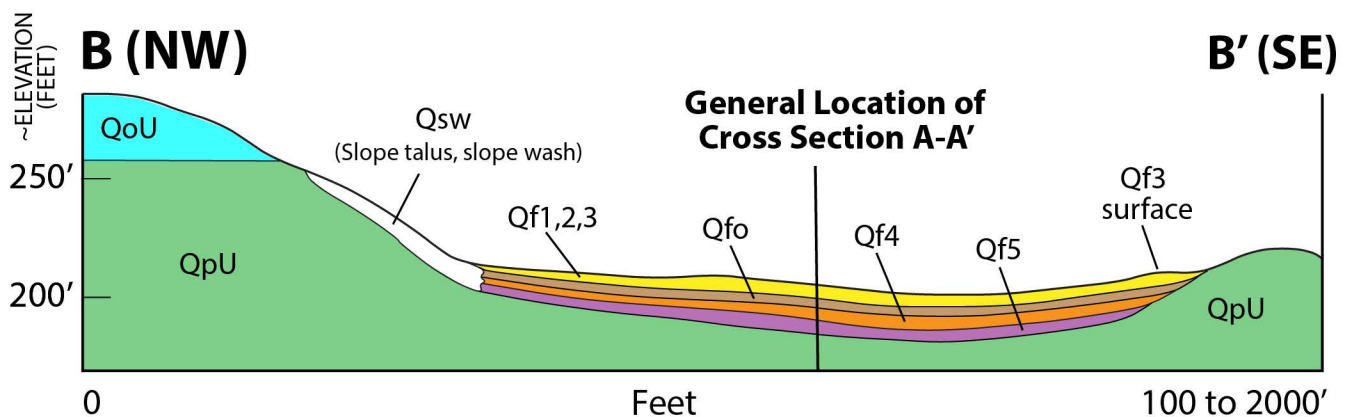 ~ELEVATION
(FEET)
B (NW)
B’ (SE)
General Location of
Cross Section A-A’
QoU
Qsw
(Slope talus, slope wash)
250’
Qf3
surface
Qf1,2,3
Qfo
Qf4
Qf5
QpU
200’
QpU
0
Feet
100 to 2000’